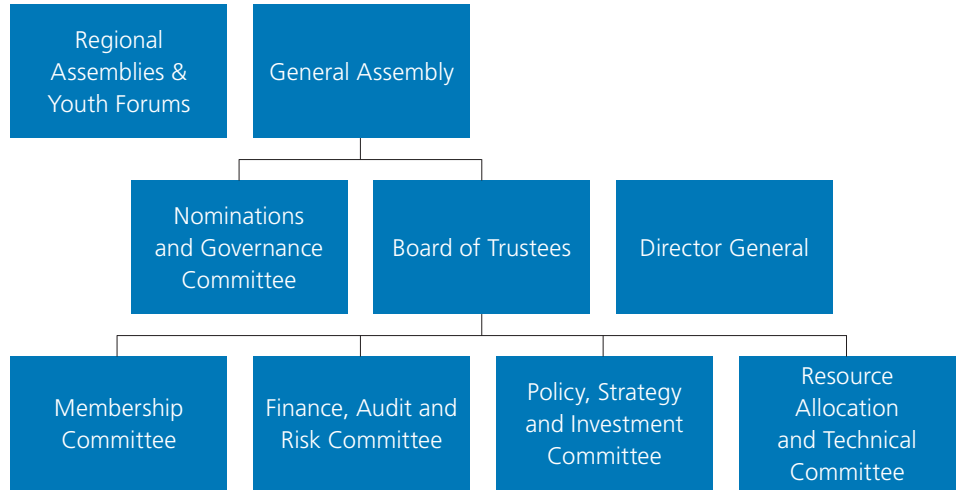 Regional
Assemblies &
Youth Forums
General Assembly
Nominations
and Governance
Committee
Board of Trustees
Director General
Membership
Committee
Finance, Audit and
Risk Committee
Policy, Strategy
and Investment
Committee
Resource
Allocation
and Technical
Committee